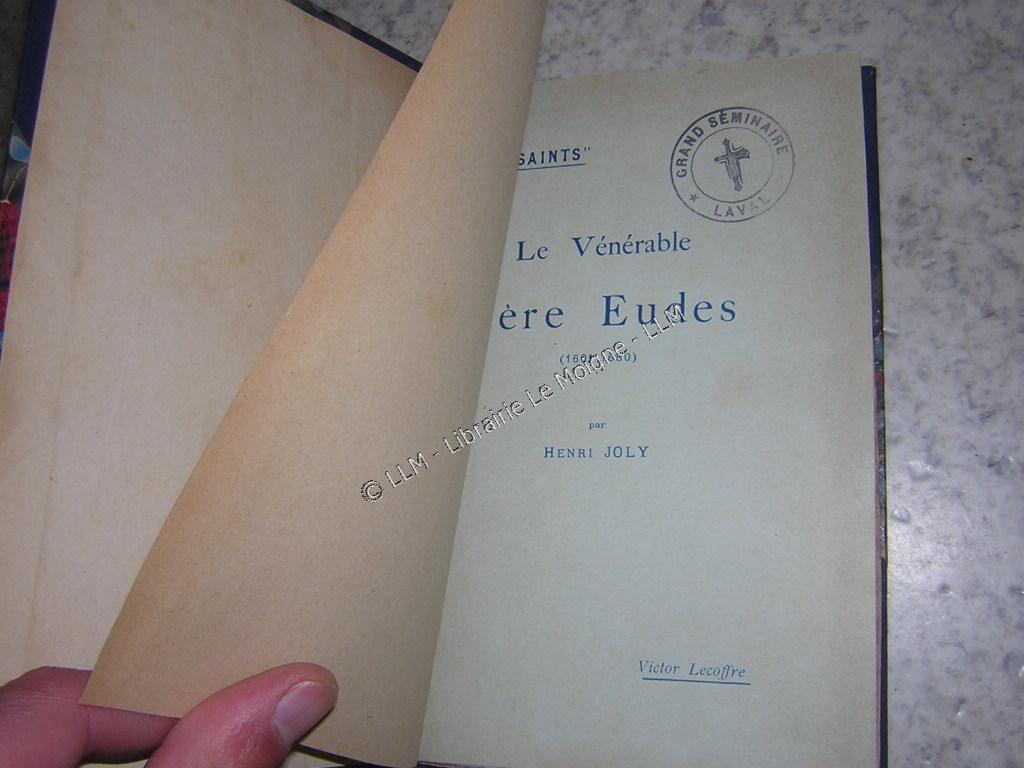 SAINTS"
GRAND SÉMINAIRE
* LAVAL
Le Vénérable
ère Eudes
par
HENRI JOLY
Victor Lecoffre
© LLM - Librairie Le Moigne - LLM